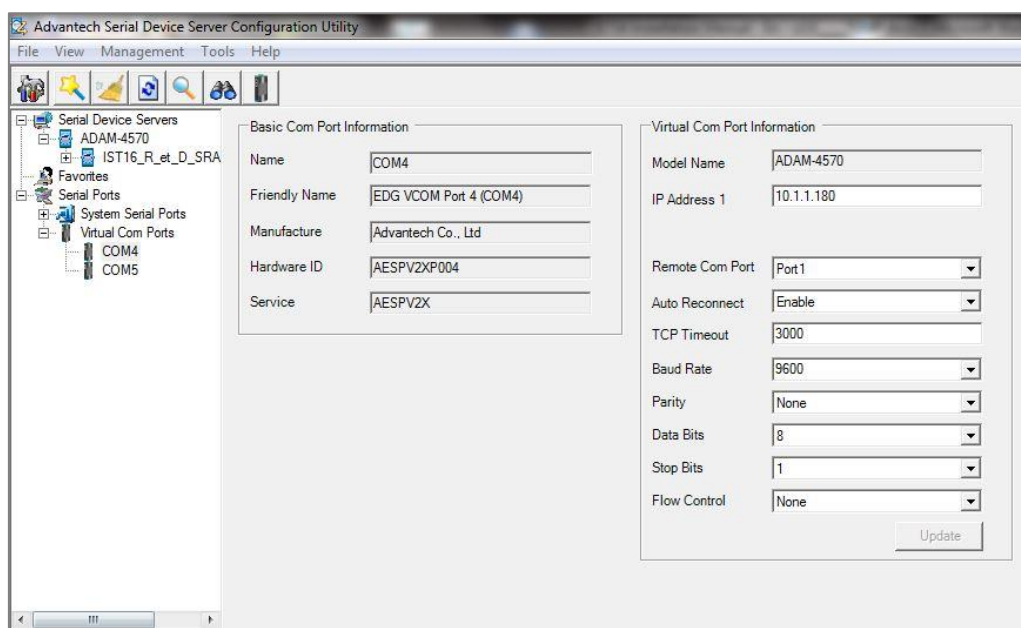 Advantech Serial Device Server Configuration Utility
File View Management Tools Help
Serial Device Servers
ADAM-4570
IST16_R_et_D_SRA
Favorites
Serial Ports
System Serial Ports
Virtual Com Ports
COM4
COM5
Basic Com Port Information
Name COM4
Friendly Name EDG VCOM Port 4 (COM4)
Manufacture Advantech Co., Ltd
Hardware ID AESPV2XP004
Service AESPV2X
Virtual Com Port Information
Model Name ADAM-4570
IP Address 1 10.1.1.180
Remote Com Port Port1
Auto Reconnect Enable
TCP Timeout 3000
Baud Rate 9600
Parity None
Data Bits 8
Stop Bits 1
Flow Control None
Update